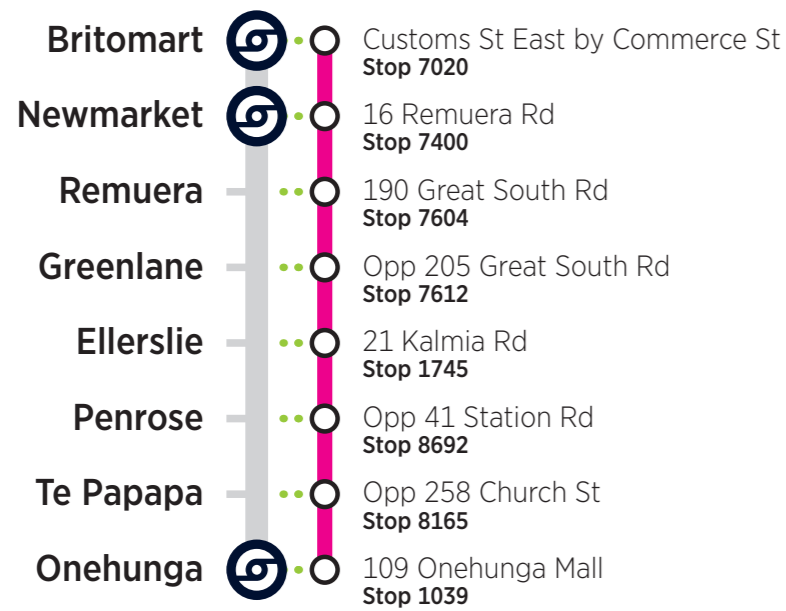 Britomart
Customs St East by Commerce St
Stop 7020
Newmarket
16 Remuera Rd
Stop 7400
Remuera
190 Great South Rd
Stop 7604
Greenlane
Opp 205 Great South Rd
Stop 7612
Ellerslie
21 Kalmia Rd
Stop 1745
Penrose
Opp 41 Station Rd
Stop 8692
Te Papapa
Opp 258 Church St
Stop 8165
Onehunga
109 Onehunga Mall
Stop 1039